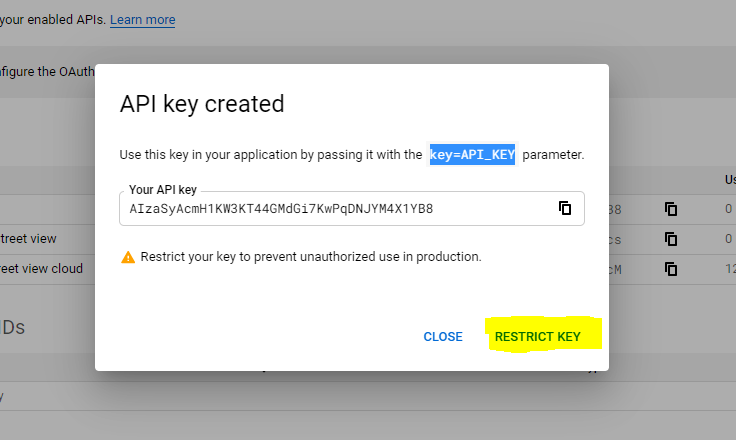 your enabled APIs. Learn more
figure the OAuth
API key created
Use this key in your application by passing it with the key=API_KEY parameter.
Your API key
AIzaSyAcmH1KW3KT44GMdGi7KwPqDNJYM4X1YB8
Restrict your key to prevent unauthorized use in production.
CLOSE RESTRICT KEY
Us
38 0
treet view cs 0
reet view cloud cM 12
IDs